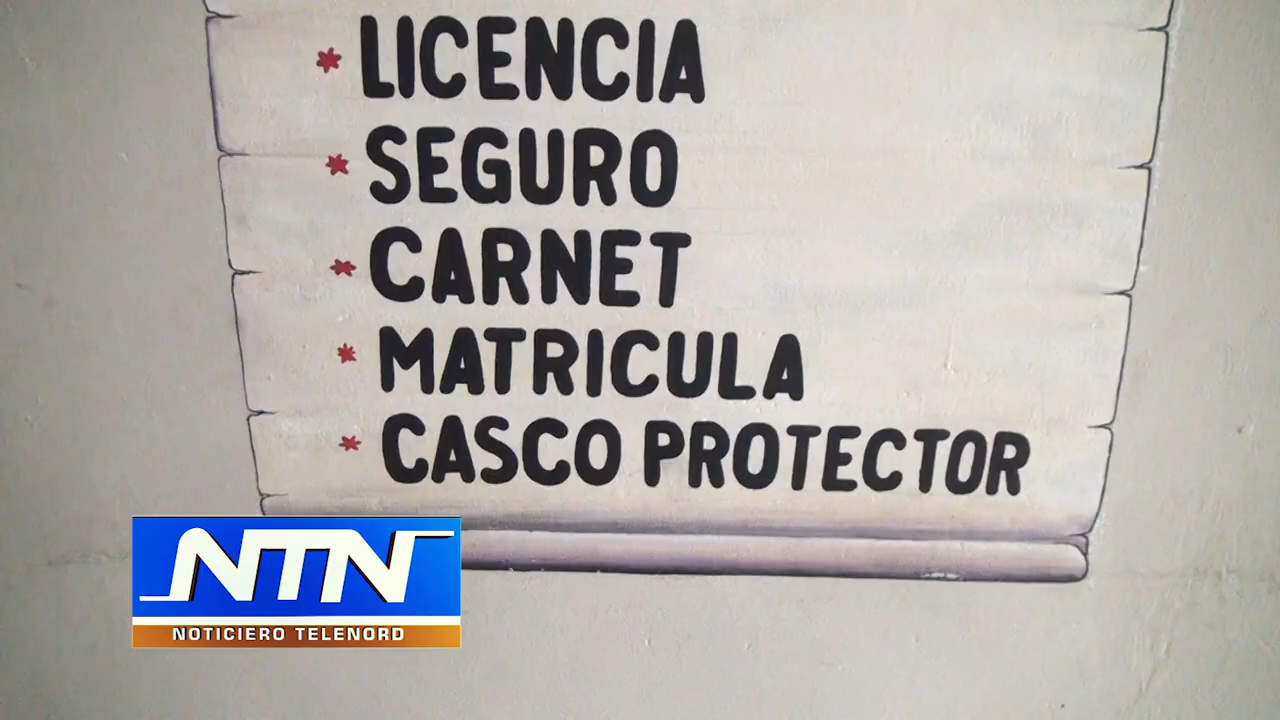 * LICENCIA
* SEGURO
* CARNET
* MATRICULA
* CASCO PROTECTOR
NTN
NOTICIERO TELENORD